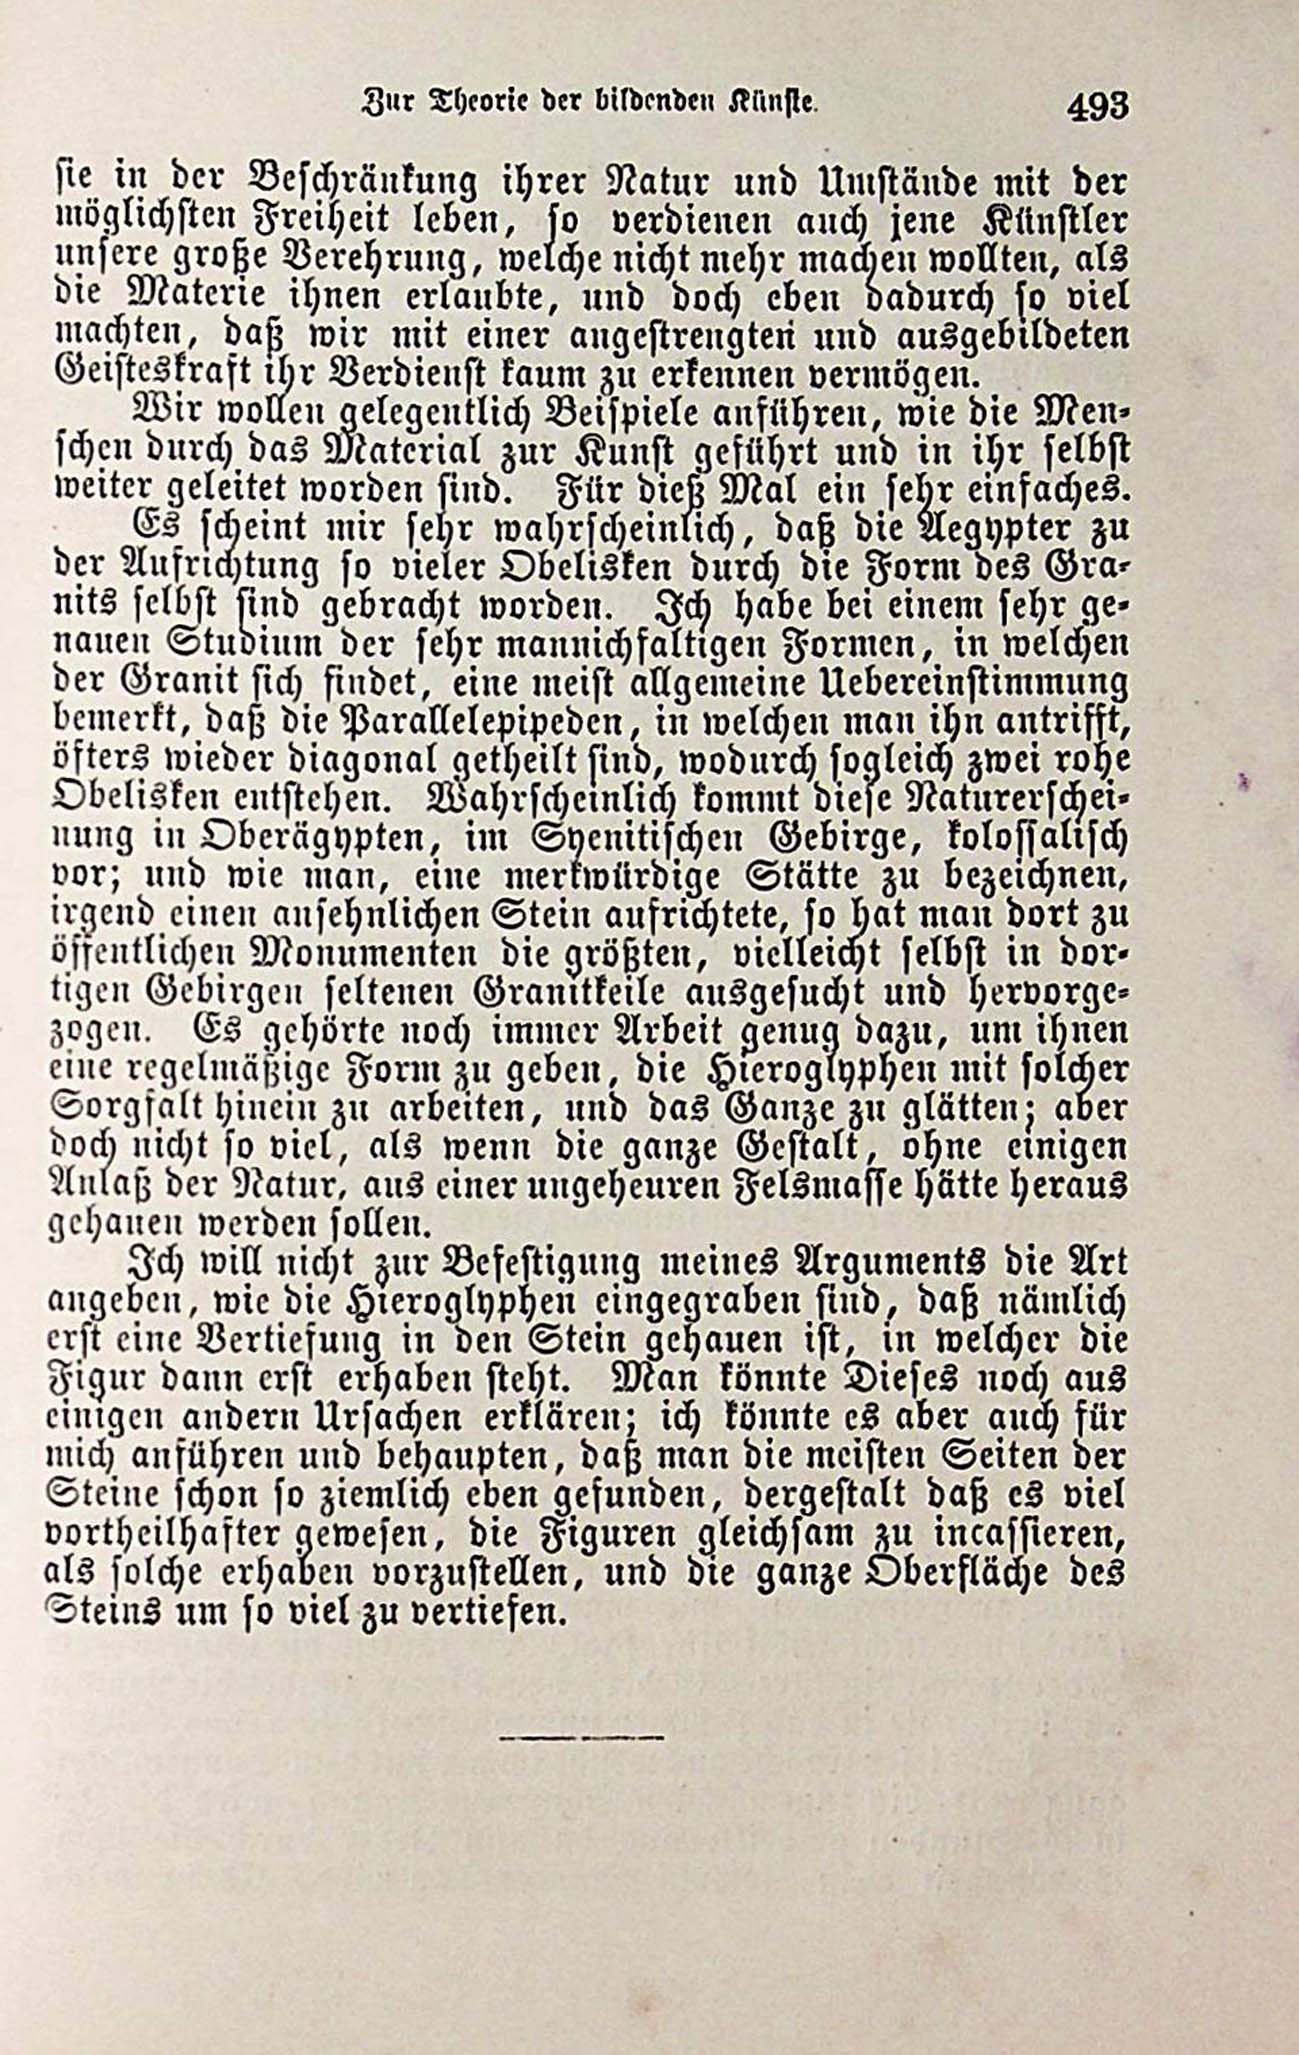 Zur Theorie der bildenden Künste. 493
sie in der Beschränkung ihrer Natur und Umstände mit der
möglichsten Freiheit leben, so verdienen auch jene Künstler
unsere große Verehrung, welche nicht mehr machen wollten, als
die Materie ihnen erlaubte, und doch eben dadurch so viel
machten, daß wir mit einer angestrengten und ausgebildeten
Geisteskraft ihr Verdienst kaum zu erkennen vermögen.
Wir wollen gelegentlich Beispiele anführen, wie die Men-
schen durch das Material zur Kunst geführt und in ihr selbst
weiter geleitet worden sind. Für dieß Mal ein sehr einfaches.
Es scheint mir sehr wahrscheinlich, daß die Aegypter zu
der Aufrichtung so vieler Obelisken durch die Form des Gra-
nits selbst sind gebracht worden. Ich habe bei einem sehr ge-
nauen Studium der sehr mannichfaltigen Formen, in welchen
der Granit sich findet, eine meist allgemeine Uebereinstimmung
bemerkt, daß die Parallelepipeden, in welchen man ihn antrifft,
öfters wieder diagonal getheilt sind, wodurch sogleich zwei rohe
Obelisken entstehen. Wahrscheinlich kommt diese Naturerschei-
nung in Oberägypten, im Syenitischen Gebirge, kolossalisch
vor; und wie man, eine merkwürdige Stätte zu bezeichnen,
irgend einen ansehnlichen Stein aufrichtete, so hat man dort zu
öffentlichen Monumenten die größten, vielleicht selbst in dor-
tigen Gebirgen seltenen Granitkeile ausgesucht und hervorge-
zogen. Es gehörte noch immer Arbeit genug dazu, um ihnen
eine regelmäßige Form zu geben, die Hieroglyphen mit solcher
Sorgfalt hinein zu arbeiten, und das Ganze zu glätten; aber
doch nicht so viel, als wenn die ganze Gestalt, ohne einigen
Anlaß der Natur, aus einer ungeheuren Felsmasse hätte heraus
gehauen werden sollen.
Ich will nicht zur Befestigung meines Arguments die Art
angeben, wie die Hieroglyphen eingegraben sind, daß nämlich
erst eine Vertiefung in den Stein gehauen ist, in welcher die
Figur dann erst erhaben steht. Man könnte Dieses noch aus
einigen andern Ursachen erklären; ich könnte es aber auch für
mich anführen und behaupten, daß man die meisten Seiten der
Steine schon so ziemlich eben gefunden, dergestalt daß es viel
vortheilhafter gewesen, die Figuren gleichsam zu incassieren,
als solche erhaben vorzustellen, und die ganze Oberfläche des
Steins um so viel zu vertiefen.